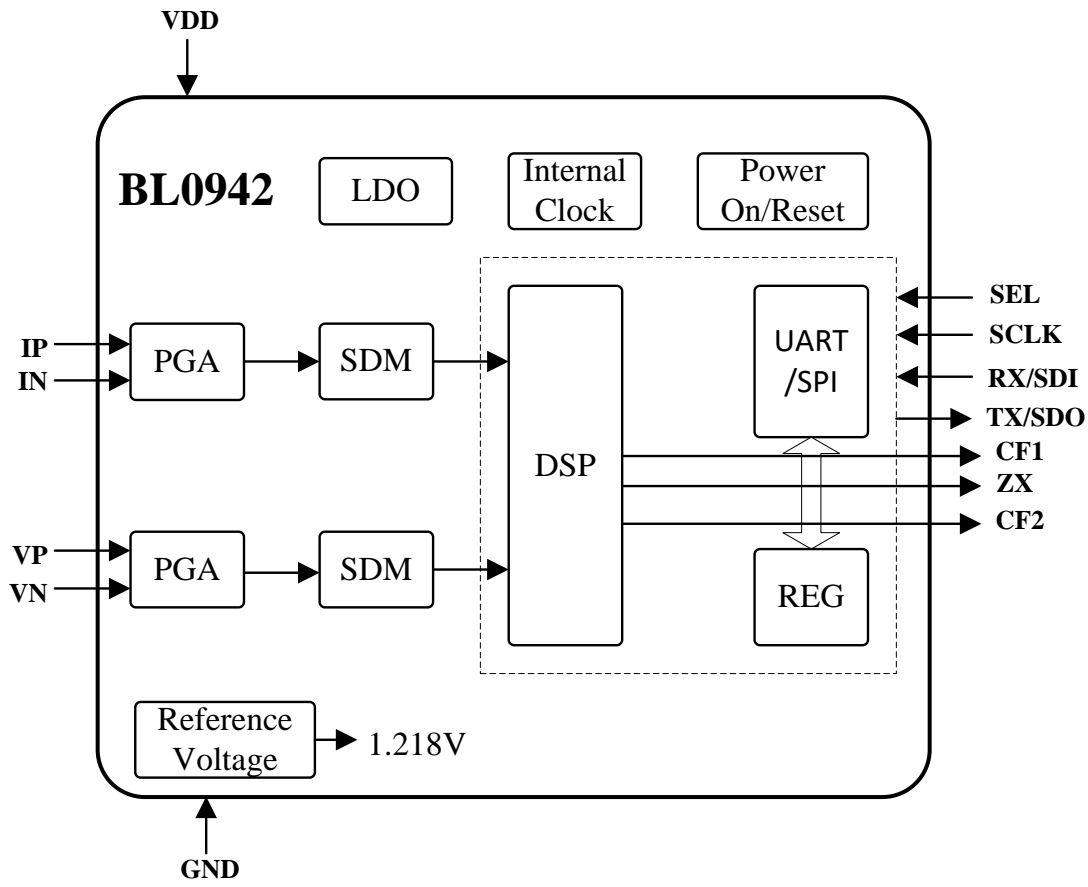 VDD
BL0942
LDO
Internal
Clock
Power
On/Reset
IP
IN
PGA
SDM
DSP
UART
/SPI
SEL
SCLK
RX/SDI
TX/SDO
CF1
ZX
CF2
VP
VN
PGA
SDM
REG
Reference
Voltage
1.218V
GND